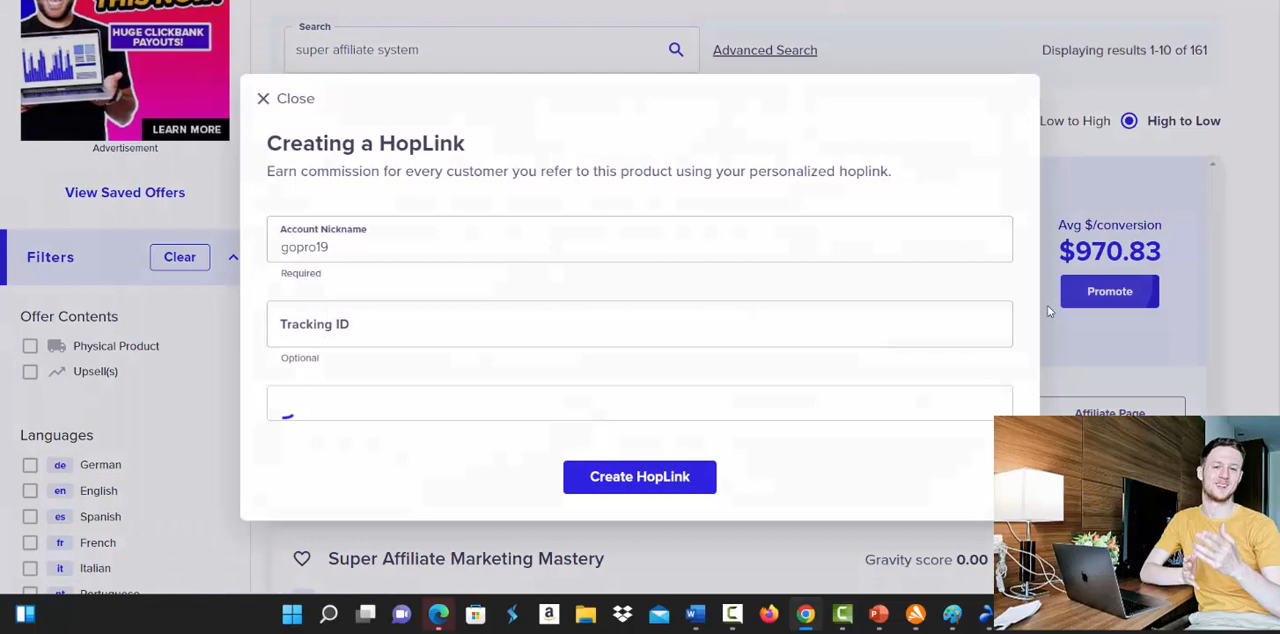 THIS NOW!
HUGE CLICKBANK
PAYOUTS!
LEARN MORE
Advertisement
View Saved Offers
Search
super affiliate system
Advanced Search
Displaying results 1-10 of 161
Low to High
High to Low
Close
Creating a HopLink
Earn commission for every customer you refer to this product using your personalized hoplink.
Account Nickname
gopro19
Required
Tracking ID
Optional
Create HopLink
Avg $/conversion
$970.83
Promote
Affiliate Page
Filters
Clear
Offer Contents
Physical Product
Upsell(s)
Languages
de German
en English
es Spanish
fr French
it Italian
pt Portuguese
Super Affiliate Marketing Mastery
Gravity score 0.00